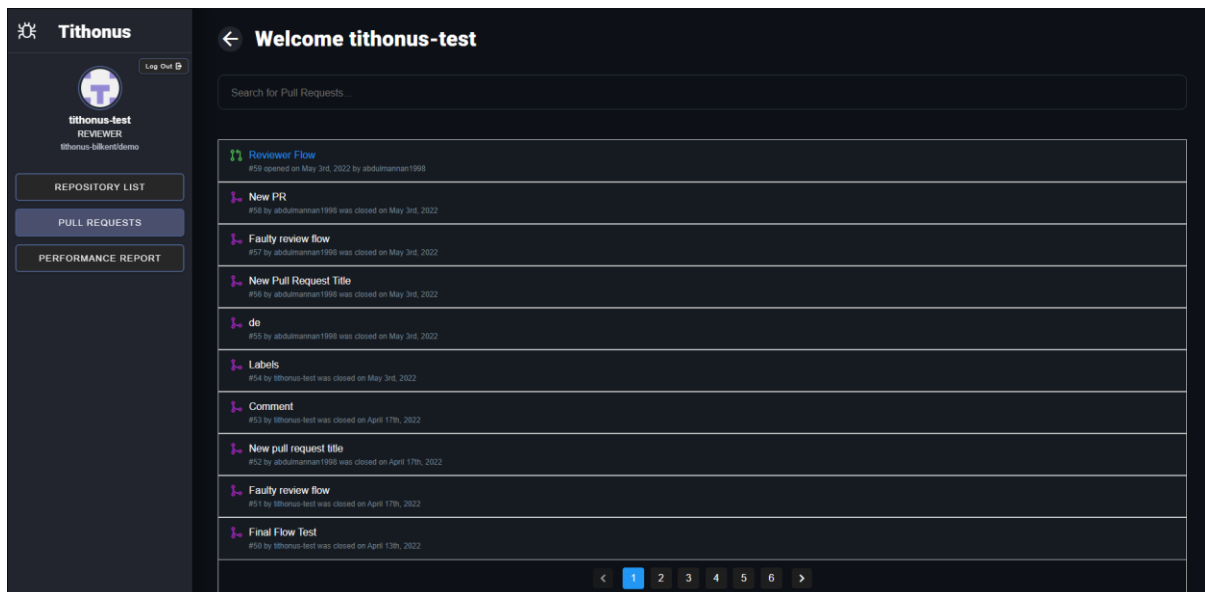 Tithonus
Log Out
tithonus-test
REVIEWER
tithonus-bilkent/demo
REPOSITORY LIST
PULL REQUESTS
PERFORMANCE REPORT
Welcome tithonus-test
Search for Pull Requests...
Reviewer Flow
#59 opened on May 3rd, 2022 by abdulmannan1998
New PR
#58 by abdulmannan1998 was closed on May 3rd, 2022
Faulty review flow
#57 by abdulmannan1998 was closed on May 3rd, 2022
New Pull Request Title
#56 by abdulmannan1998 was closed on May 3rd, 2022
de
#55 by abdulmannan1998 was closed on May 3rd, 2022
Labels
#54 by tithonus-test was closed on May 3rd, 2022
Comment
#53 by tithonus-test was closed on April 17th, 2022
New pull request title
#52 by abdulmannan1998 was closed on April 17th, 2022
Faulty review flow
#51 by tithonus-test was closed on April 17th, 2022
Final Flow Test
#50 by tithonus-test was closed on April 13th, 2022
< 1 2 3 4 5 6 >